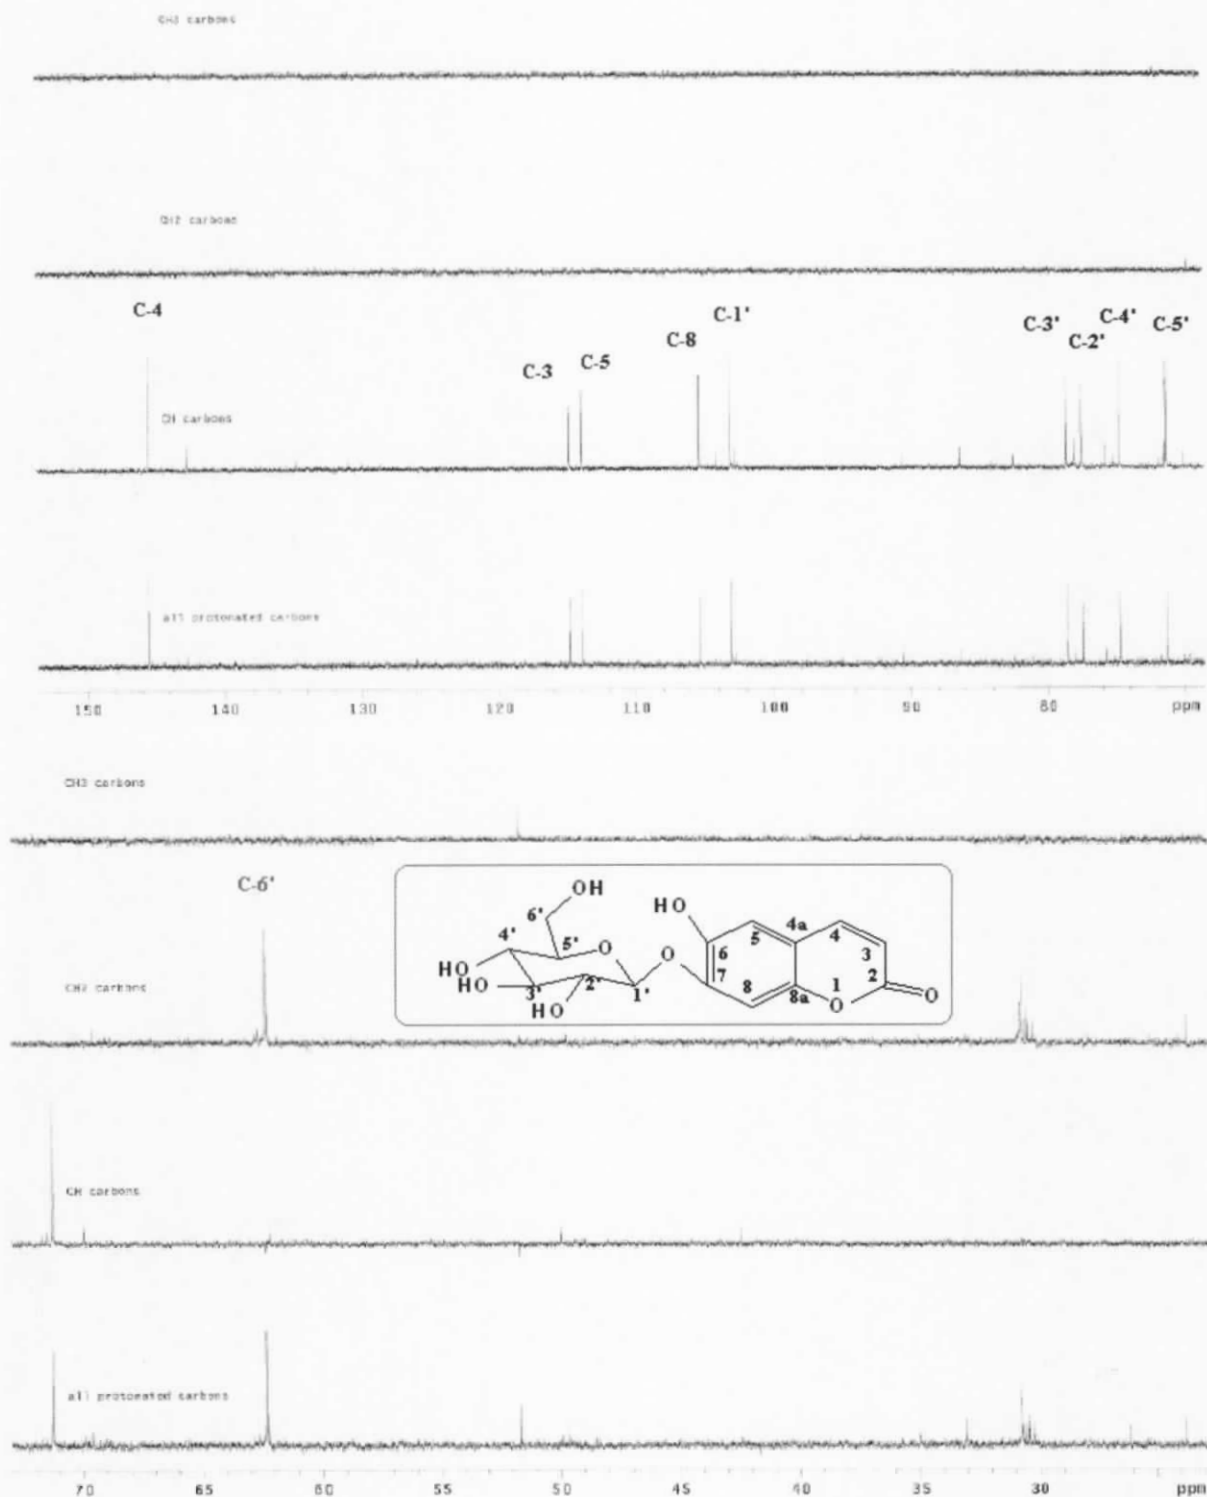 CH3 carbons
CH2 carbons
C-4
C-3
C-5
C-8
C-1'
C-3'
C-2'
C-4'
C-5'
CH carbons
all protonated carbons
150 140 130 120 110 100 90 80 ppm
CH3 carbons
C-6'
OH
6'
HO
4'
5'
O
O
HO
HO
3'
2'
HO
1'
6
5
4a
4
3
7
8
8a
1
O
2
O
CH2 carbons
CH carbons
all protonated carbons
70 65 60 55 50 45 40 35 30 ppm